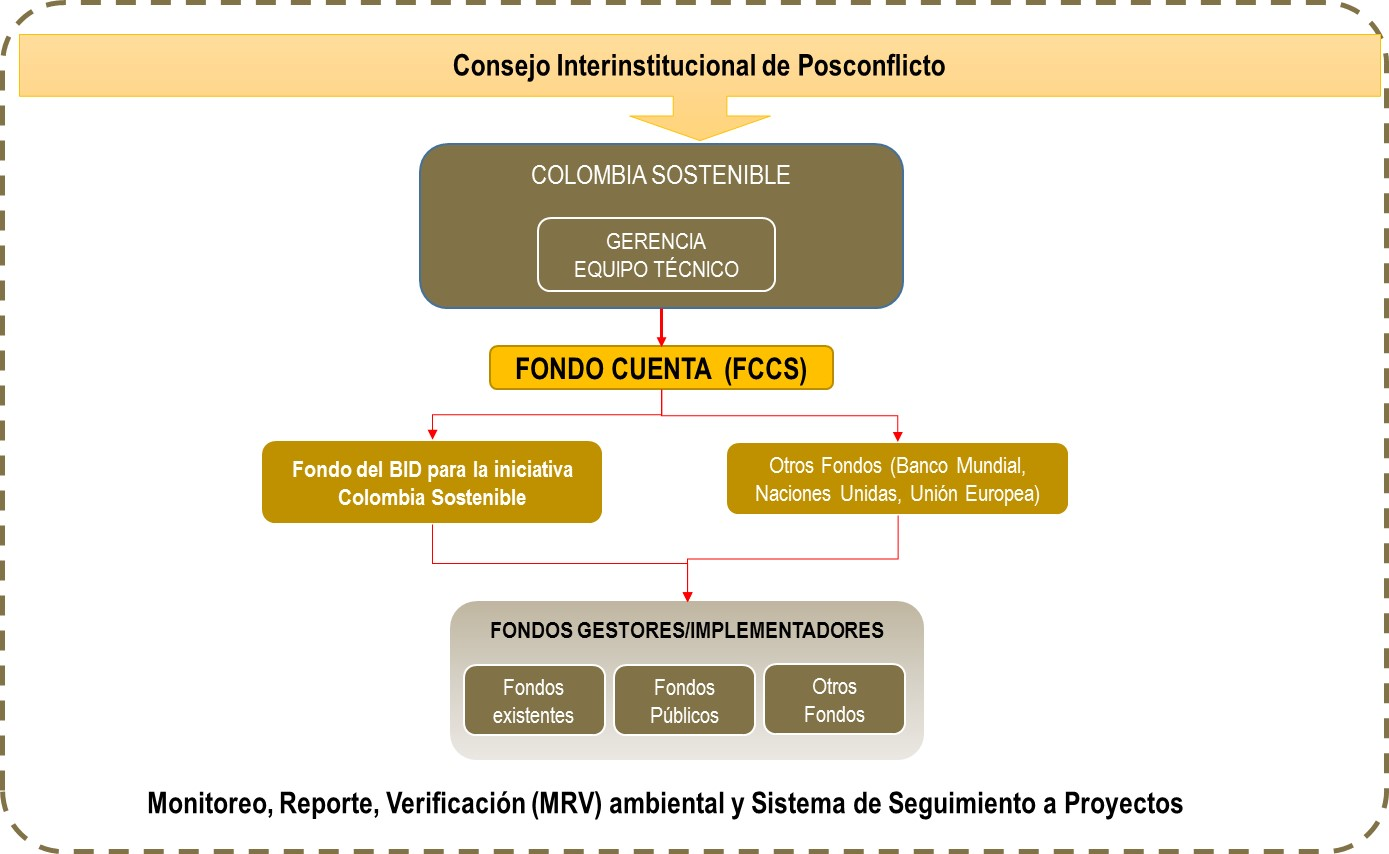 Consejo Interinstitucional de Posconflicto
COLOMBIA SOSTENIBLE
GERENCIA
EQUIPO TÉCNICO
FONDO CUENTA (FCCS)
Fondo del BID para la iniciativa
Colombia Sostenible
Otros Fondos (Banco Mundial,
Naciones Unidas, Unión Europea)
FONDOS GESTORES/IMPLEMENTADORES
Fondos
existentes
Fondos
Públicos
Otros
Fondos
Monitoreo, Reporte, Verificación (MRV) ambiental y Sistema de Seguimiento a Proyectos